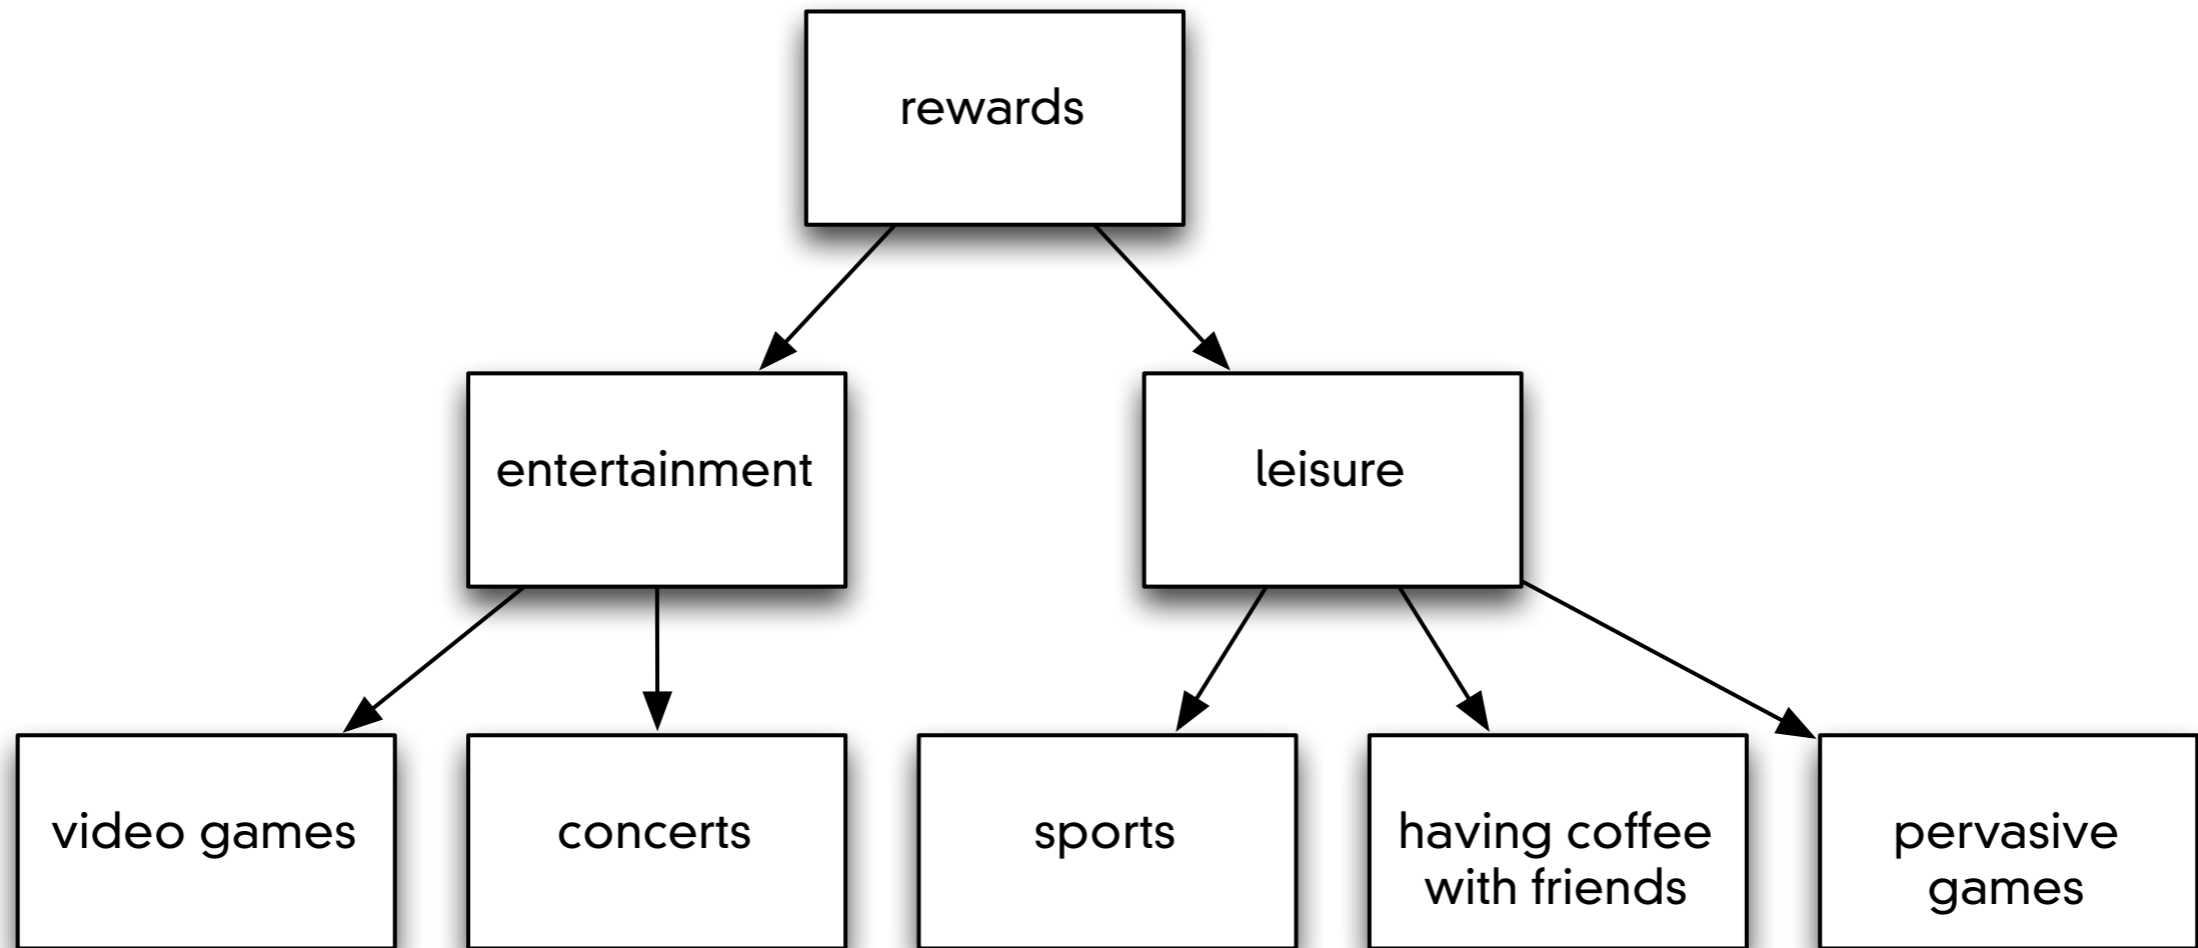 rewards
entertainment
leisure
video games
concerts
sports
having coffee
with friends
pervasive
games